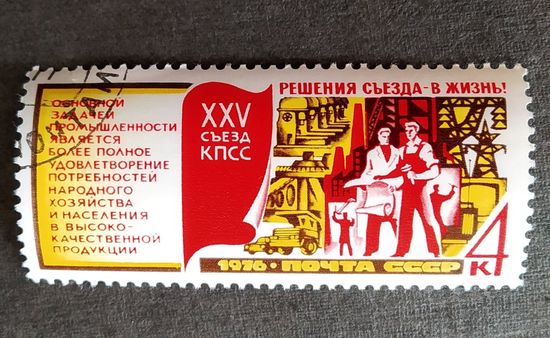 ОСНОВНОЙ
ЗАДАЧЕЙ
ПРОМЫШЛЕННОСТИ
ЯВЛЯЕТСЯ
БОЛЕЕ ПОЛНОЕ
УДОВЛЕТВОРЕНИЕ
ПОТРЕБНОСТЕЙ
НАРОДНОГО
ХОЗЯЙСТВА
И НАСЕЛЕНИЯ
В ВЫСОКО-
КАЧЕСТВЕННОЙ
ПРОДУКЦИИ
XXV
СЪЕЗД
КПСС
РЕШЕНИЯ СЪЕЗДА-В ЖИЗНЬ!
1976·ПОЧТА СССР
4
К